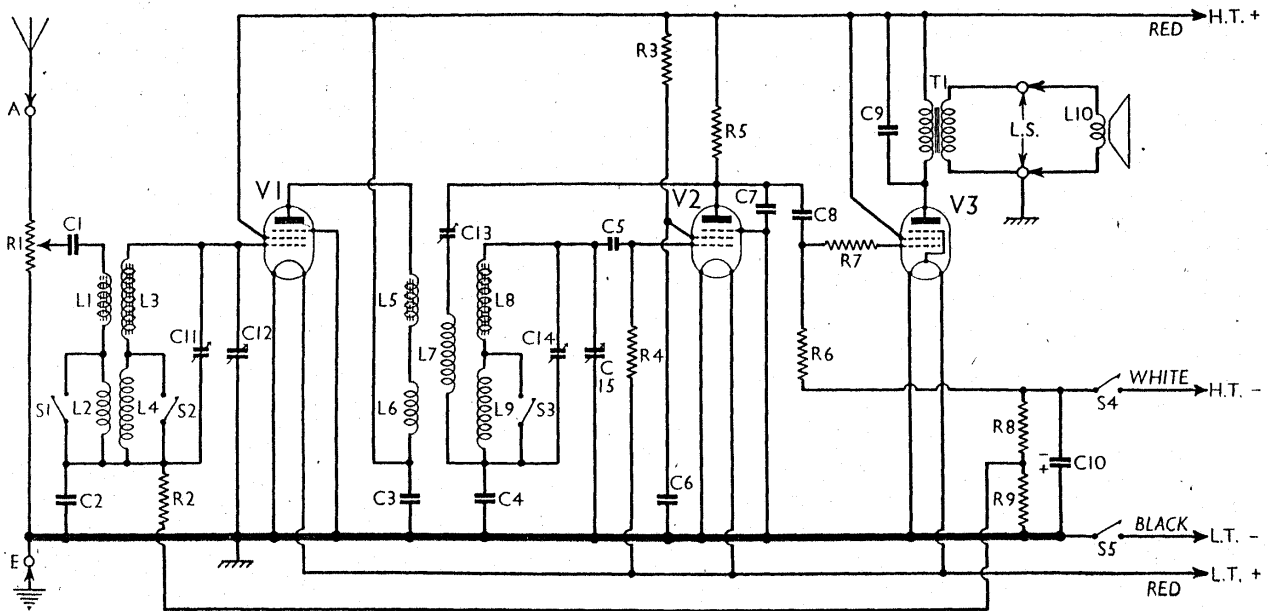 H.T. +
RED
R3
T1
A
C9
L.S.
L10
R5
V1
V2
C7
V3
C1
R1
C13
C5
C8
R7
L1
L3
L5
L8
C11
C12
L7
C14
C
15
R4
R6
WHITE
H.T. -
S4
S1
L2
L4
S2
L6
L9
S3
R8
-
+
C10
C2
R2
C3
C4
C6
R9
BLACK
L.T. -
S5
E
L.T. +
RED